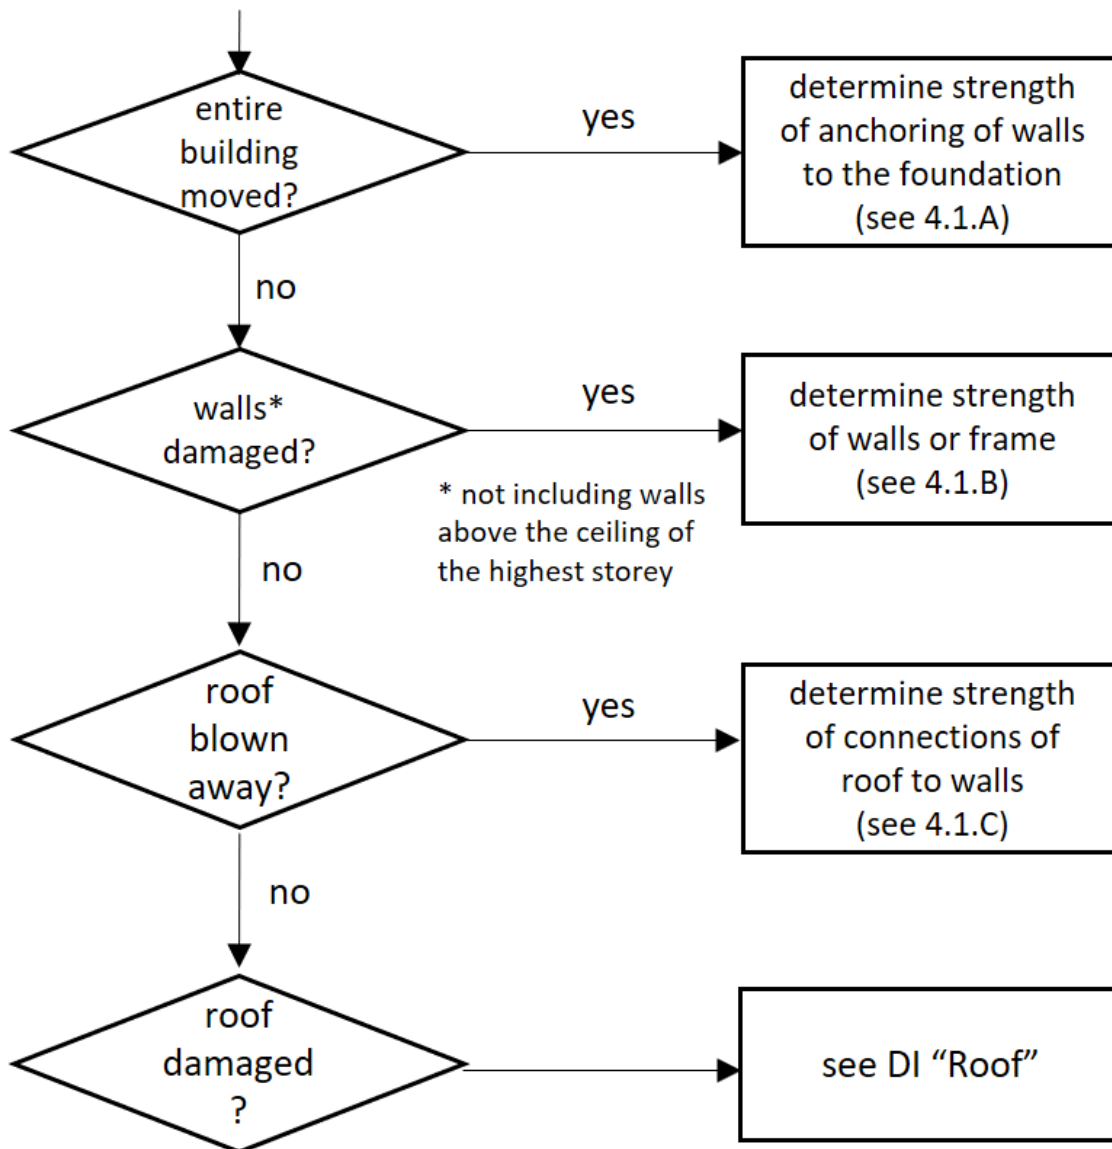 entire
building
moved?
yes
determine strength
of anchoring of walls
to the foundation
(see 4.1.A)
no
walls*
damaged?
yes
determine strength
of walls or frame
(see 4.1.B)
* not including walls
above the ceiling of
the highest storey
no
roof
blown
away?
yes
determine strength
of connections of
roof to walls
(see 4.1.C)
no
roof
damaged
?
see DI “Roof”